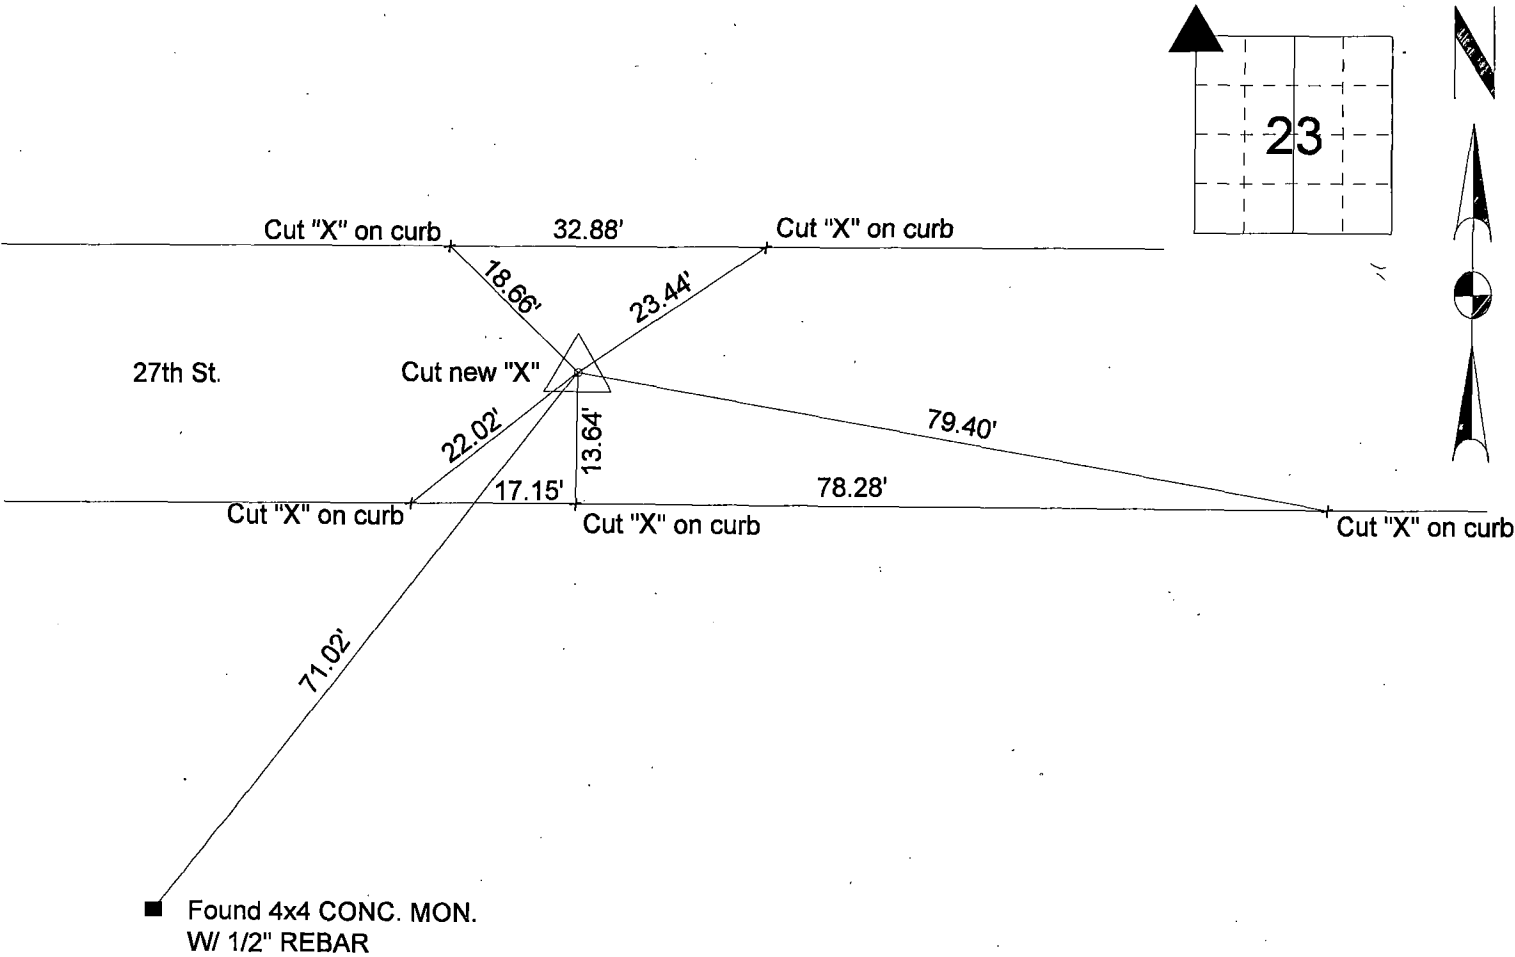 23
Cut "X" on curb
32.88'
Cut "X" on curb
18.66'
23.44'
27th St.
Cut new "X"
79.40'
22.02'
13.64'
17.15'
78.28'
Cut "X" on curb
Cut "X" on curb
Cut "X" on curb
71.02'
Found 4x4 CONC. MON.
W/ 1/2" REBAR